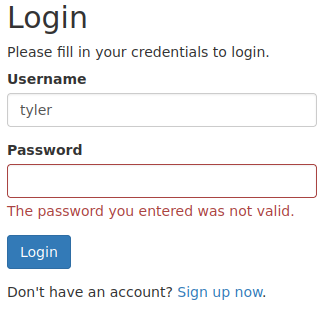 Login
Please fill in your credentials to login.
Username
tyler
Password
The password you entered was not valid.
Login
Don't have an account? Sign up now.